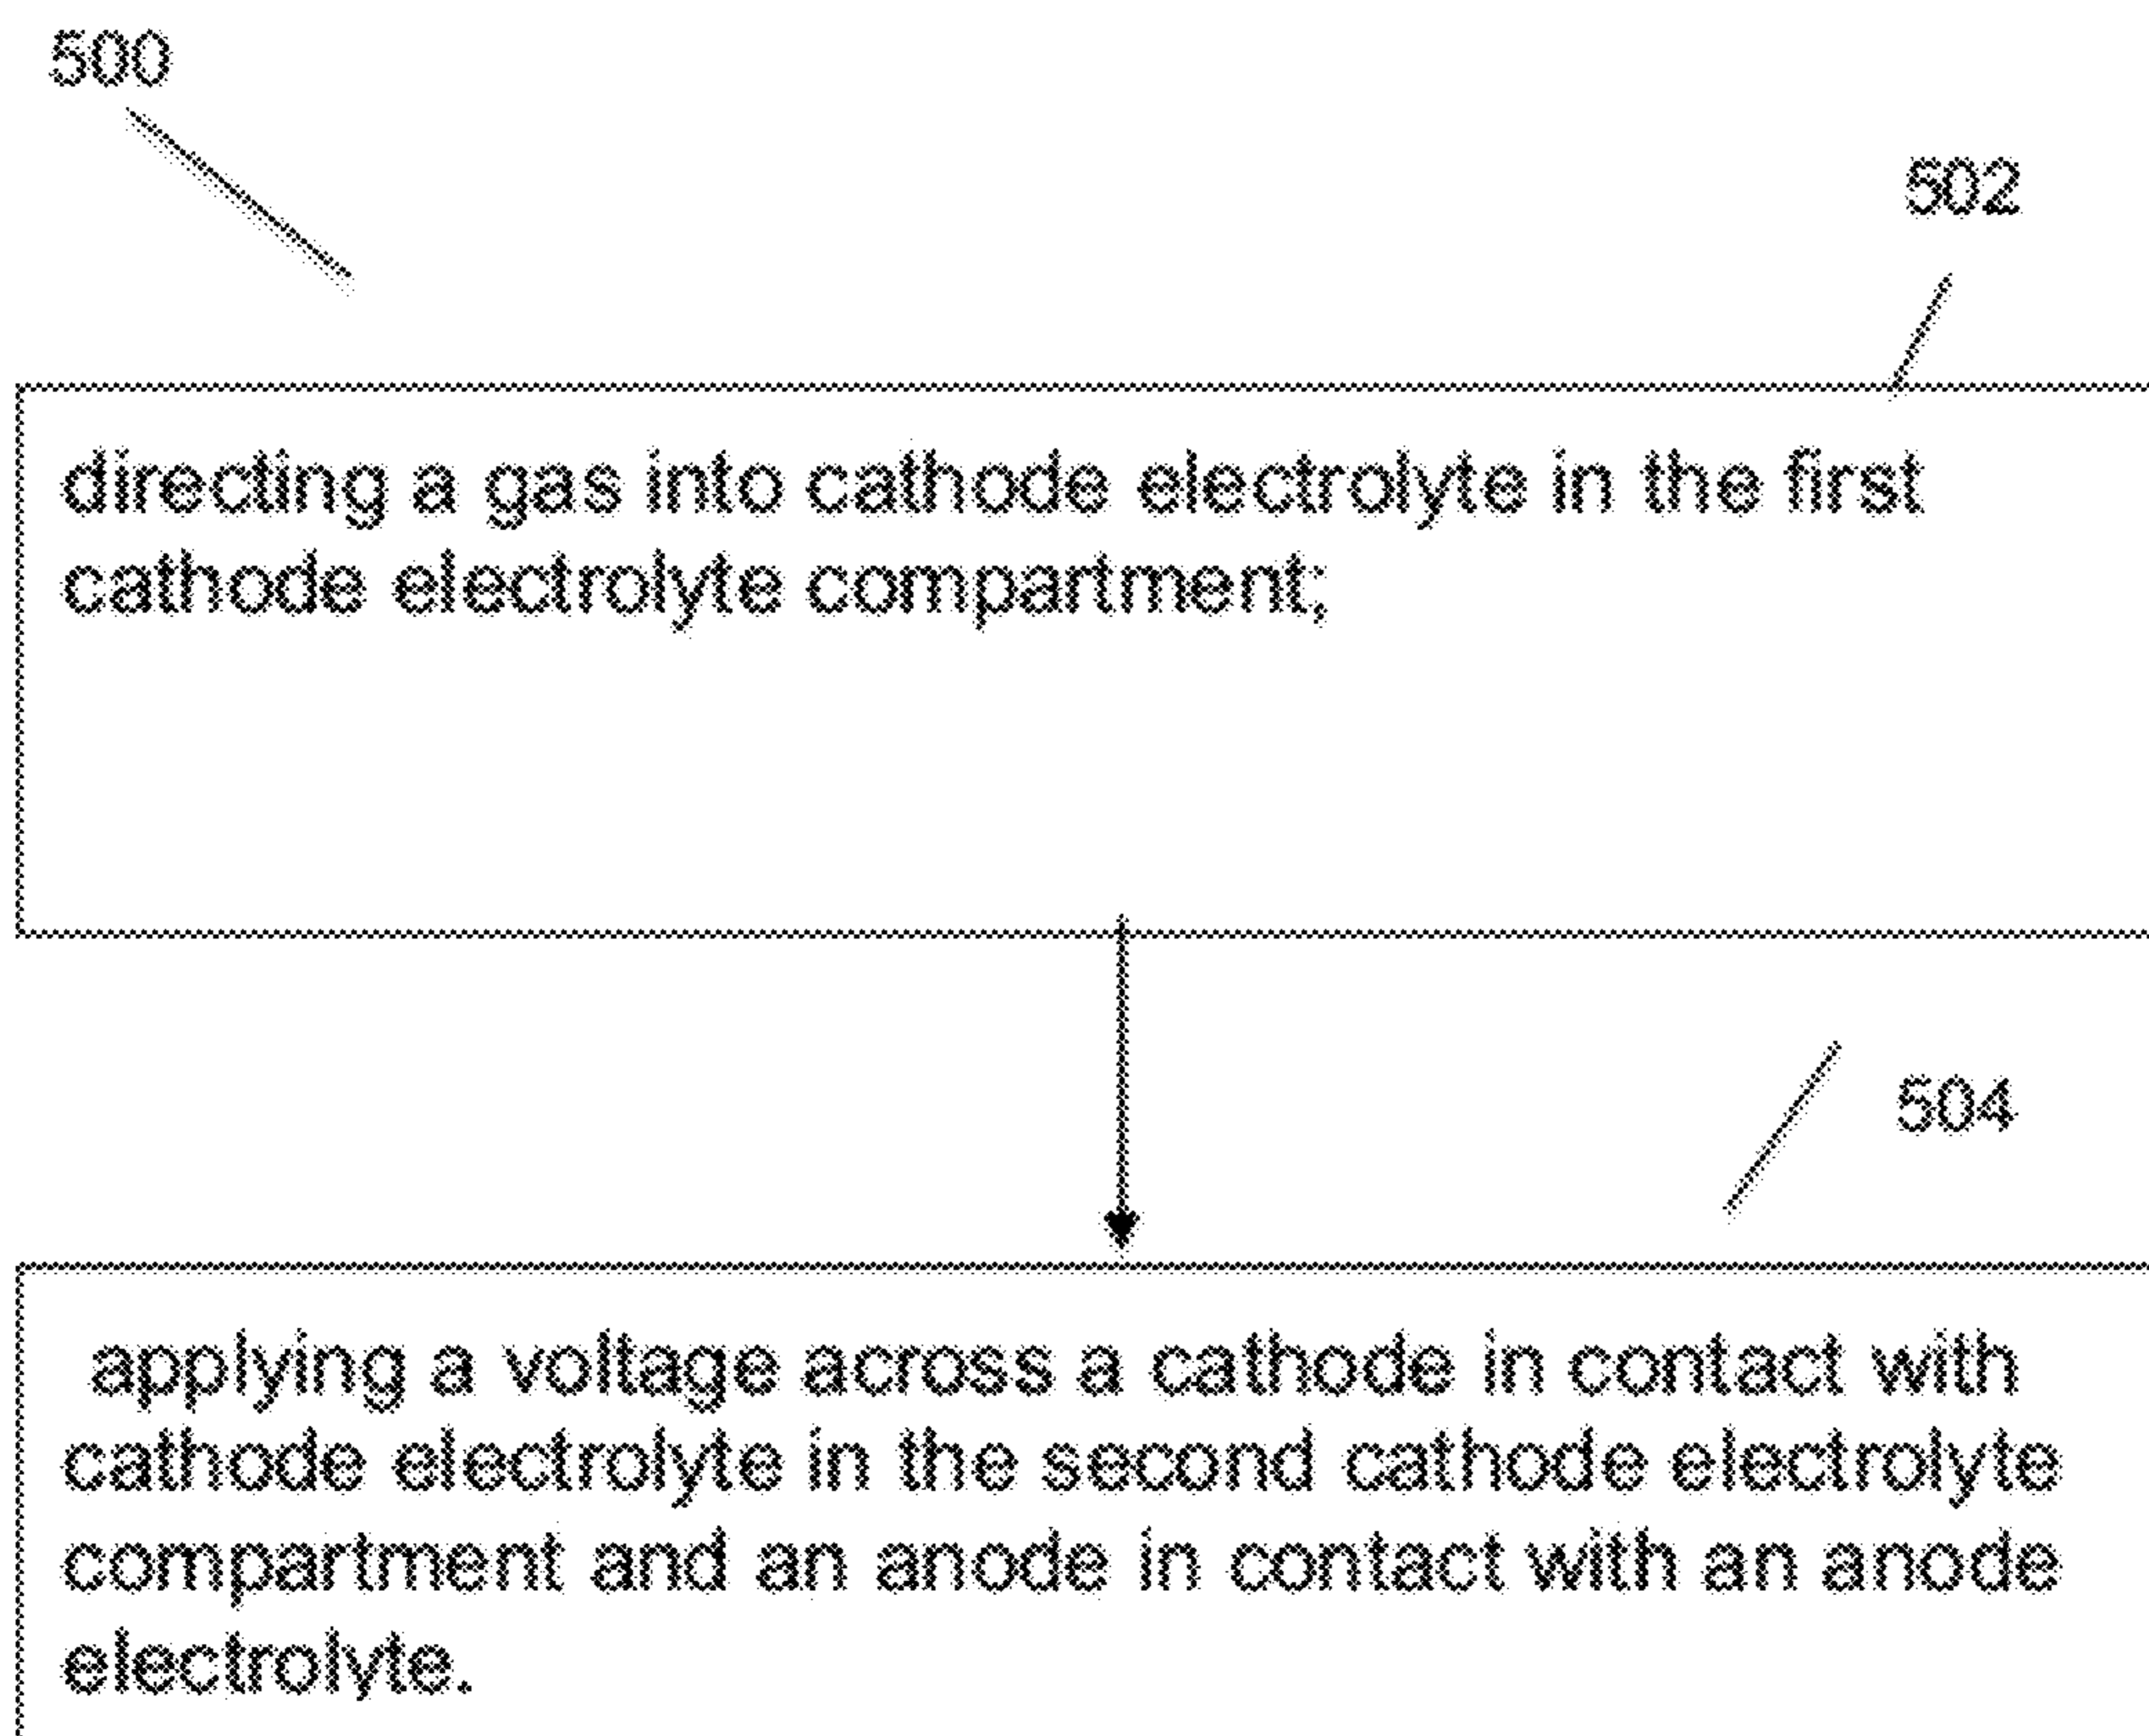 500
502
directing a gas into cathode electrolyte in the first
cathode electrolyte compartment;
504
applying a voltage across a cathode in contact with
cathode electrolyte in the second cathode electrolyte
compartment and an anode in contact with an anode
electrolyte.